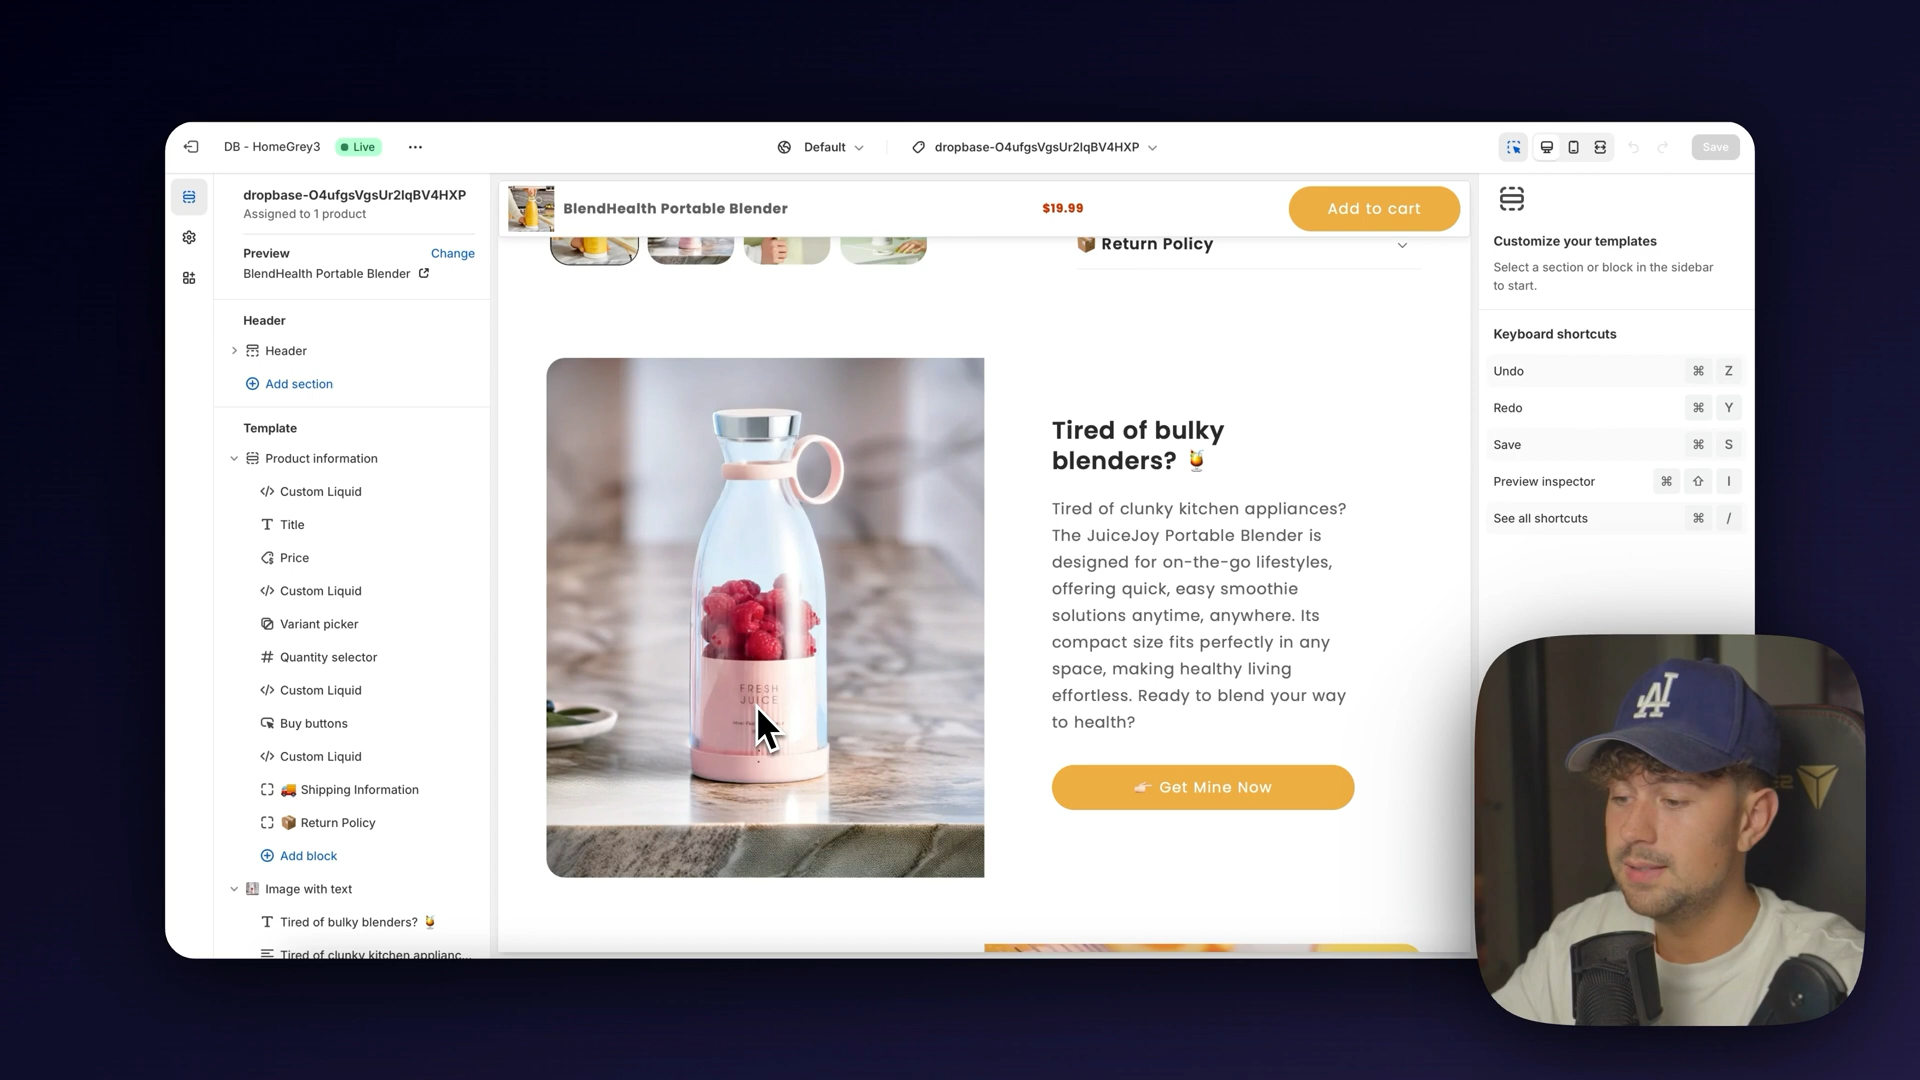 DB - HomeGrey3
Live
Default
dropbase-O4ufgsVgsUr2lqBV4HXP
Save
dropbase-O4ufgsVgsUr2lqBV4HXP
Assigned to 1 product
Preview
Change
BlendHealth Portable Blender
Header
Header
Add section
Template
Product information
Custom Liquid
Title
Price
Custom Liquid
Variant picker
Quantity selector
Custom Liquid
Buy buttons
Custom Liquid
🚚 Shipping Information
📦 Return Policy
Add block
Image with text
Tired of bulky blenders? 🍹
Tired of clunky kitchen applianc...
BlendHealth Portable Blender
$19.99
Add to cart
📦 Return Policy
FRESH
JUICE
Tired of bulky
blenders? 🍹
Tired of clunky kitchen appliances?
The JuiceJoy Portable Blender is
designed for on-the-go lifestyles,
offering quick, easy smoothie
solutions anytime, anywhere. Its
compact size fits perfectly in any
space, making healthy living
effortless. Ready to blend your way
to health?
👉 Get Mine Now
Customize your templates
Select a section or block in the sidebar
to start.
Keyboard shortcuts
Undo ⌘ Z
Redo ⌘ Y
Save ⌘ S
Preview inspector ⌘ ⇧ I
See all shortcuts ⌘ /